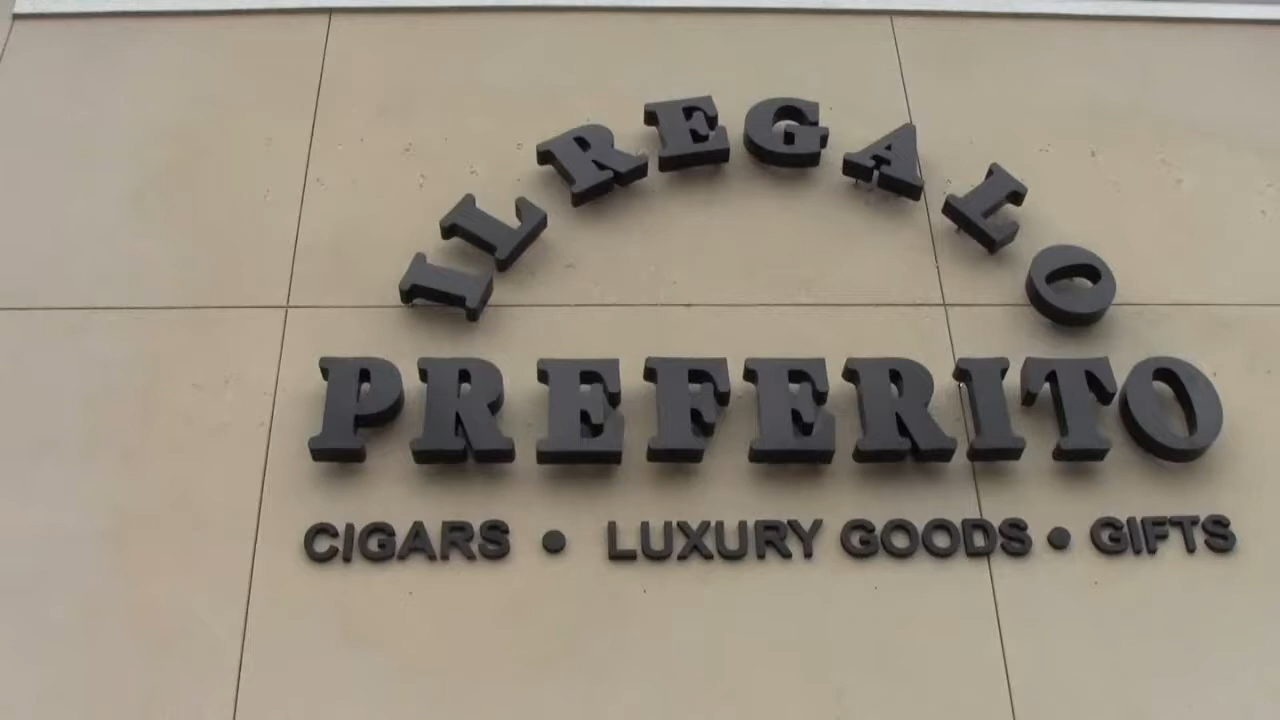 IL REGALO
PREFERITO
CIGARS • LUXURY GOODS • GIFTS